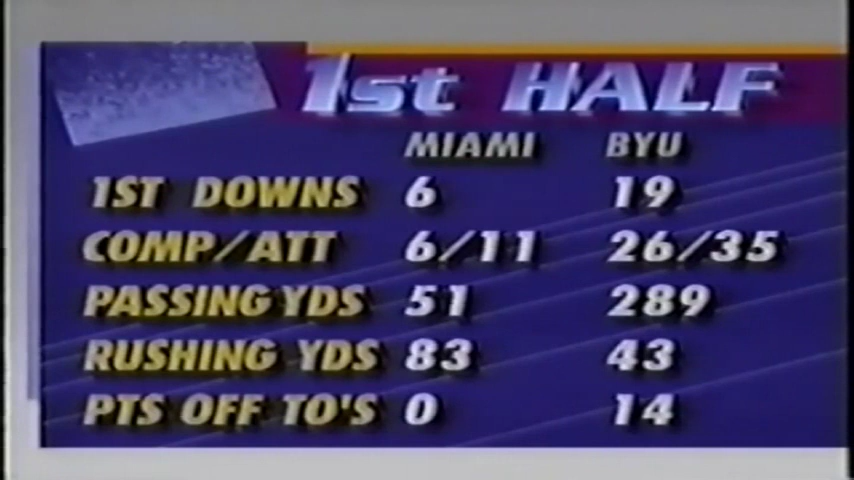 1st HALF
MIAMI BYU
1ST DOWNS 6 19
COMP/ATT 6/11 26/35
PASSING YDS 51 289
RUSHING YDS 83 43
PTS OFF TO'S 0 14